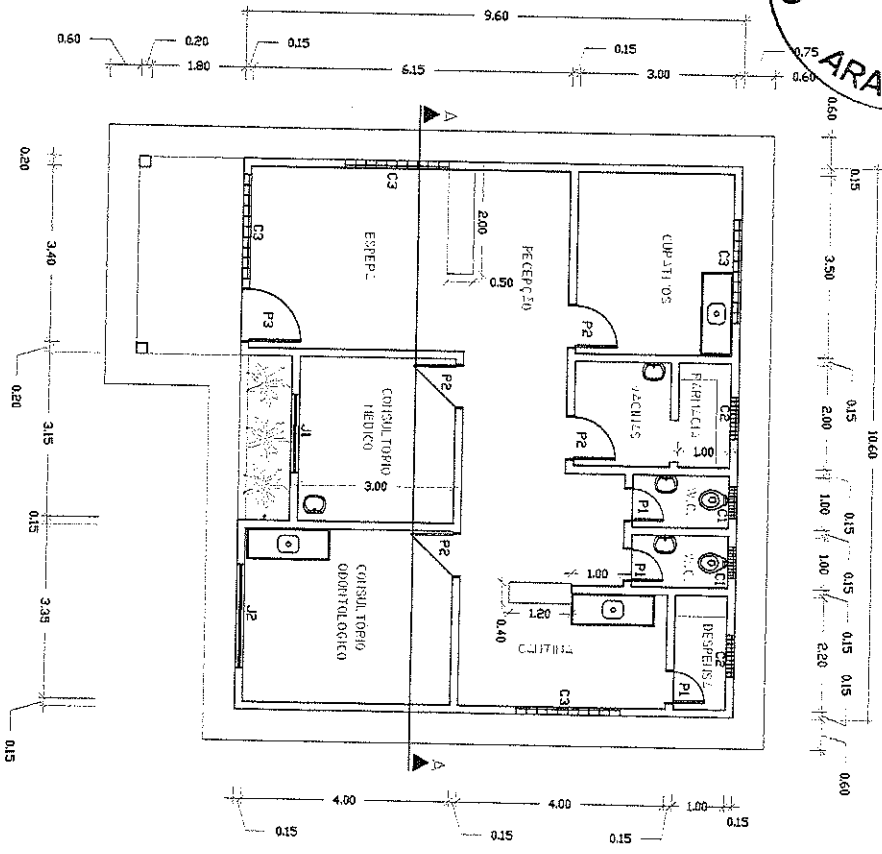 9.60
0.60
0.20
1.80
0.15
6.15
0.15
3.00
0.75
0.60
ARA
0.60
0.15
3.50
0.15
2.00
10.60
0.15
1.00
0.15
1.00
0.15
0.15
2.20
0.60
0.20
3.40
0.20
3.15
0.15
3.35
0.15
A
C3
C3
ESPERA
P3
2.00
0.50
RECEPÇÃO
CURATIVOS
C3
P2
CONSULTÓRIO
MÉDICO
P2
J1
3.00
VACINAS
P2
FARMÁCIA
C2
1.00
W.C.
P1
C1
W.C.
P1
C1
CONSULTÓRIO
ODONTOLÓGICO
P2
J2
1.00
1.20
0.40
CANTINA
C3
DESPENSA
C2
P1
A
4.00
4.00
1.00
0.15
0.15
0.15
0.15